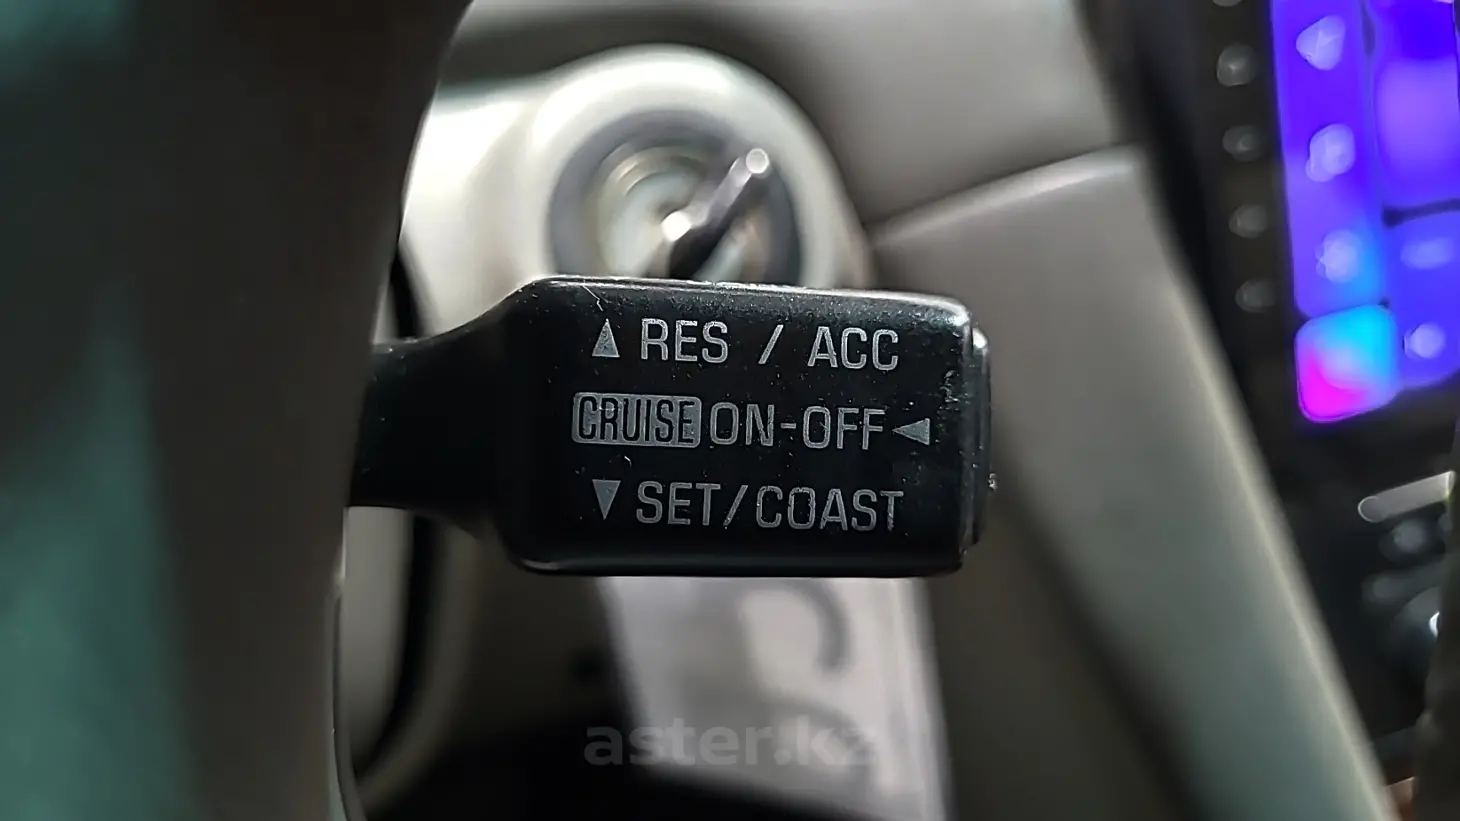 ▲ RES / ACC
CRUISE ON-OFF ◄
▼ SET/COAST
aster.kz